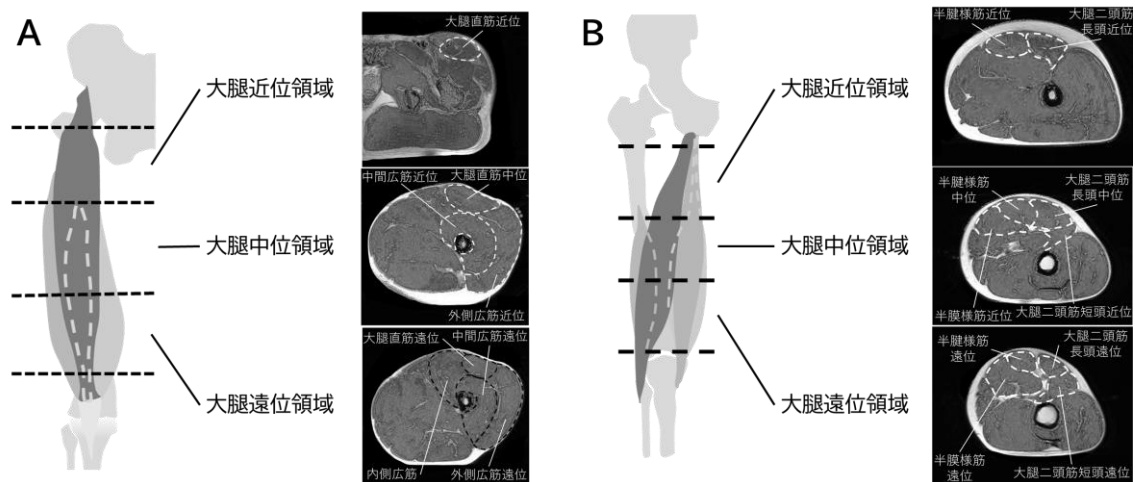 A
大腿近位領域
大腿中位領域
大腿遠位領域
大腿直筋近位
中間広筋近位
大腿直筋中位
外側広筋近位
大腿直筋遠位
中間広筋遠位
内側広筋
外側広筋遠位
B
大腿近位領域
大腿中位領域
大腿遠位領域
半腱様筋近位
大腿二頭筋
長頭近位
半腱様筋
中位
大腿二頭筋
長頭中位
半膜様筋近位
大腿二頭筋短頭近位
半腱様筋
遠位
大腿二頭筋
長頭遠位
半膜様筋
遠位
大腿二頭筋短頭遠位